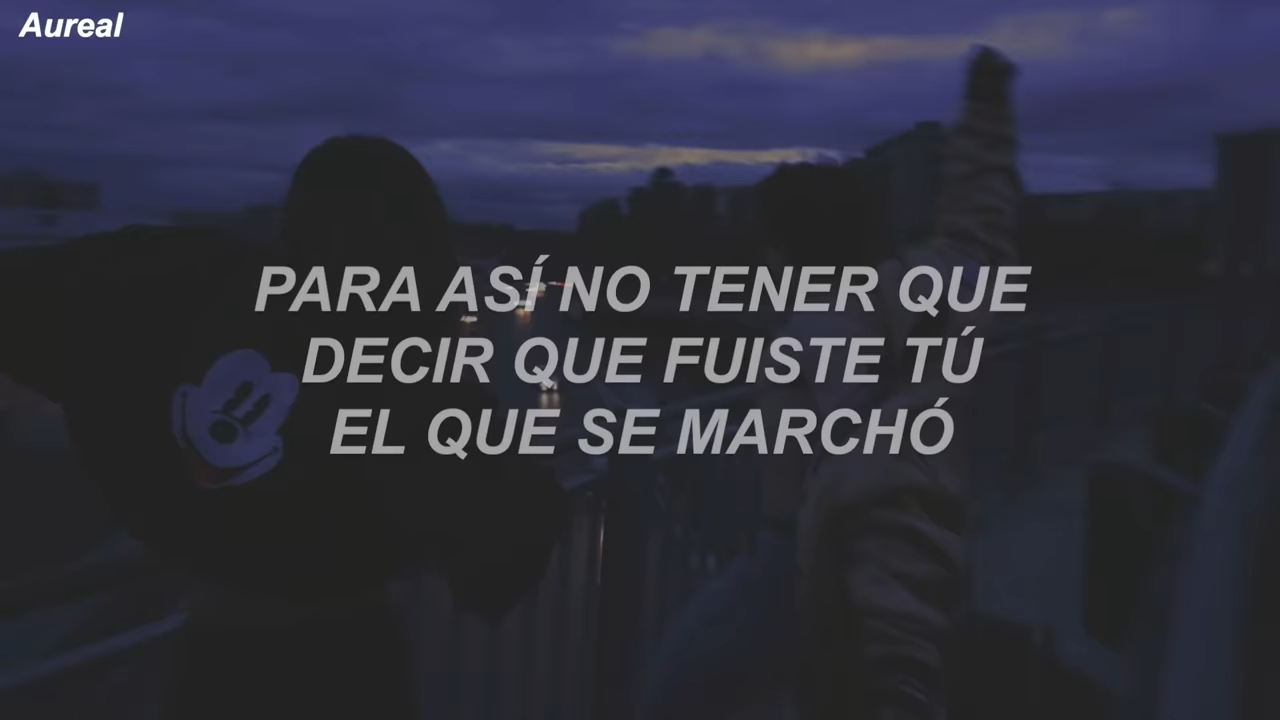 Aureal
PARA ASÍ NO TENER QUE
DECIR QUE FUISTE TÚ
EL QUE SE MARCHÓ